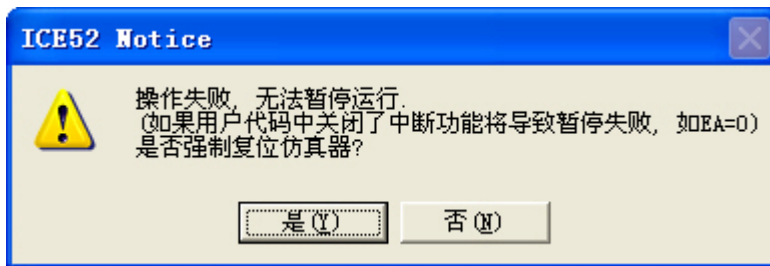 ICE52 Notice
操作失败, 无法暂停运行.
(如果用户代码中关闭了中断功能将导致暂停失败, 如EA=0)
是否强制复位仿真器?
是(Y) 否(N)